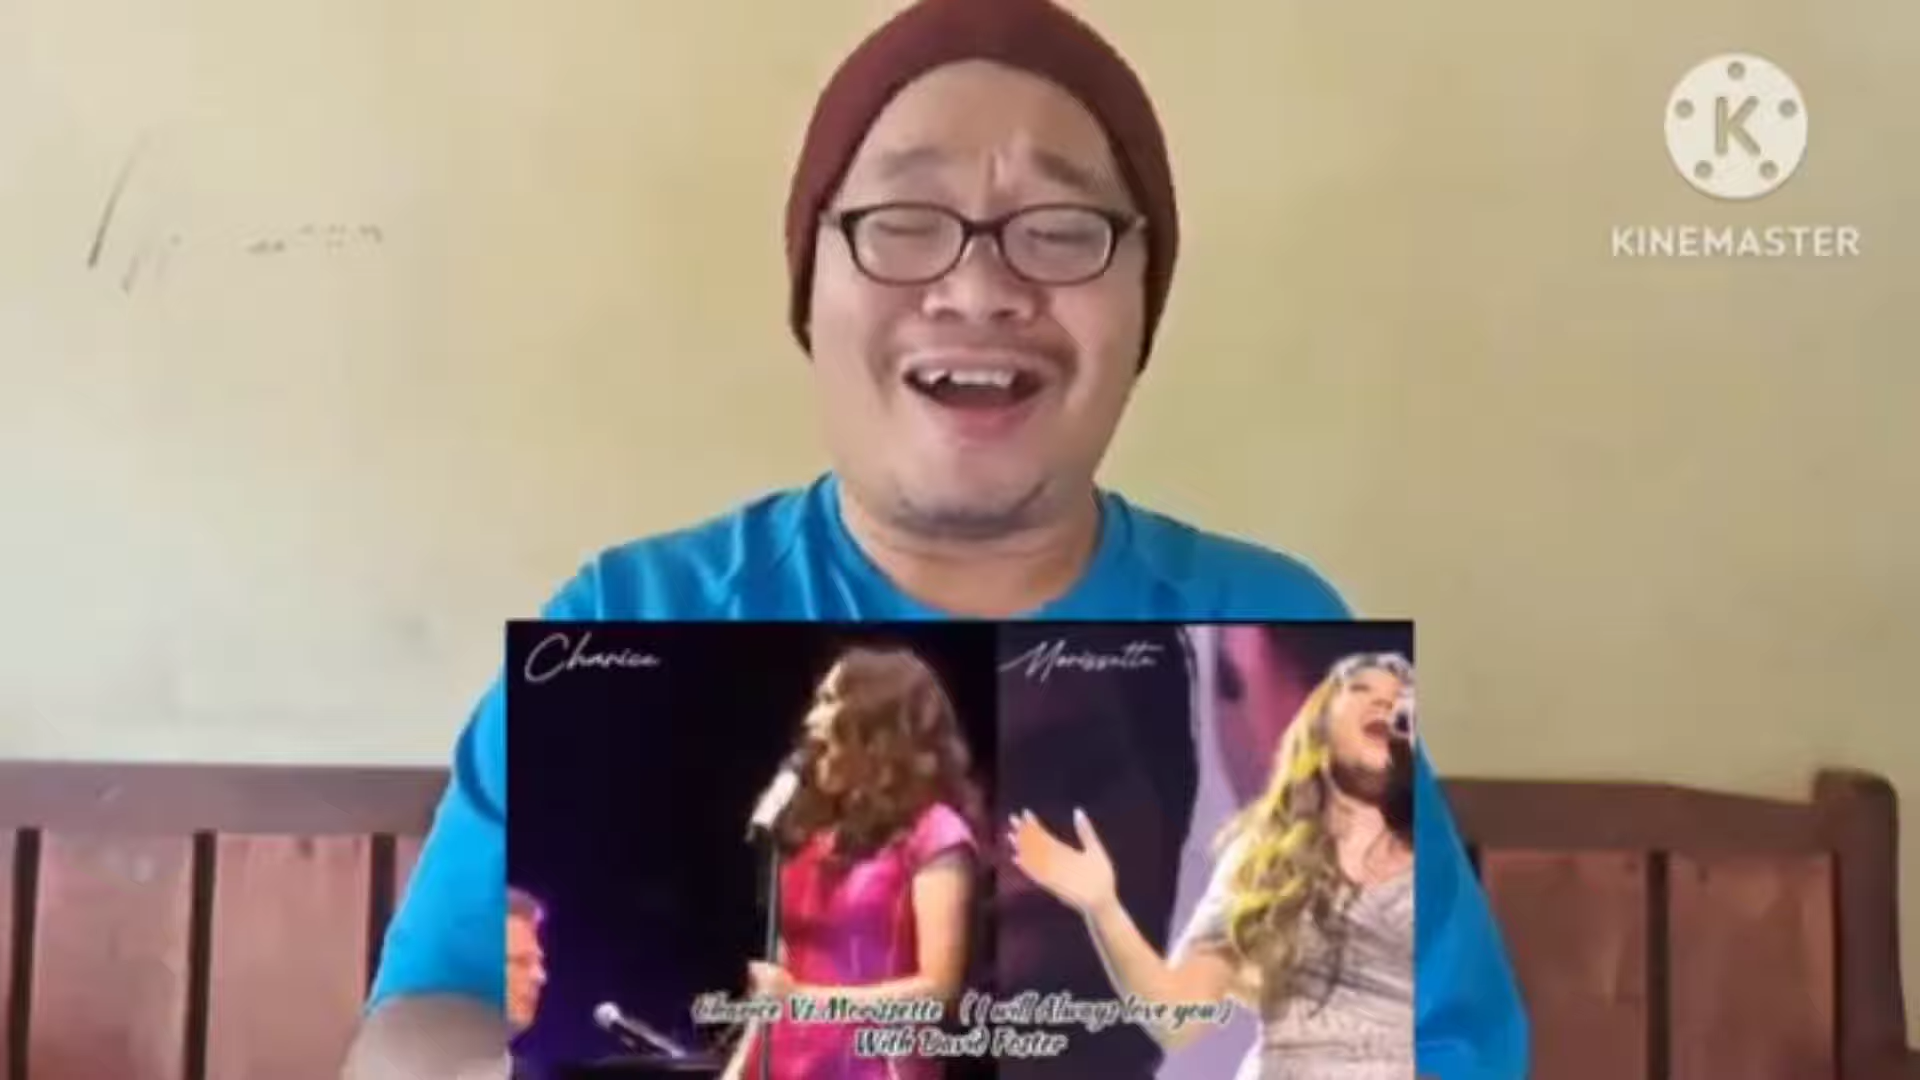 K
KINEMASTER
Charice
Morissette
Charice Vs Morissette ( I will Always love you)
With David Foster